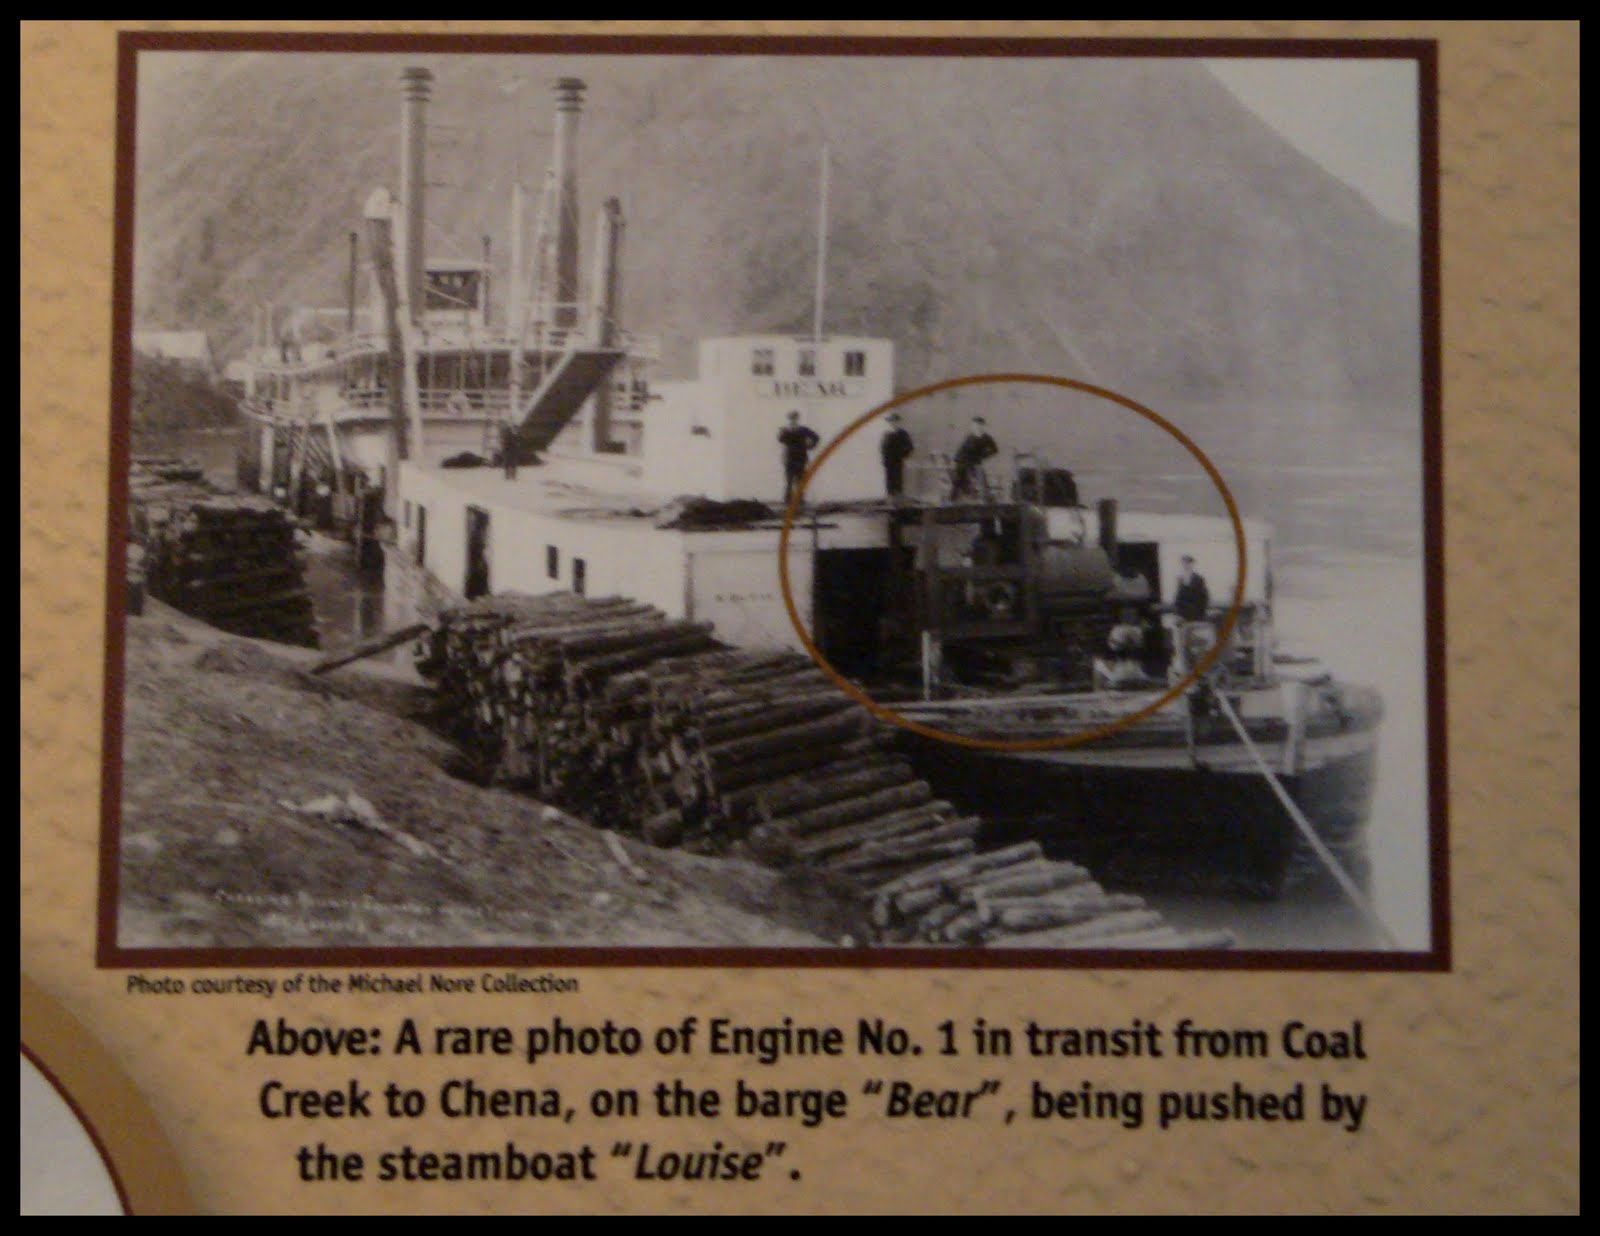 BEAR
Photo courtesy of the Michael Nore Collection
Above: A rare photo of Engine No. 1 in transit from Coal
Creek to Chena, on the barge “Bear”, being pushed by
the steamboat “Louise”.